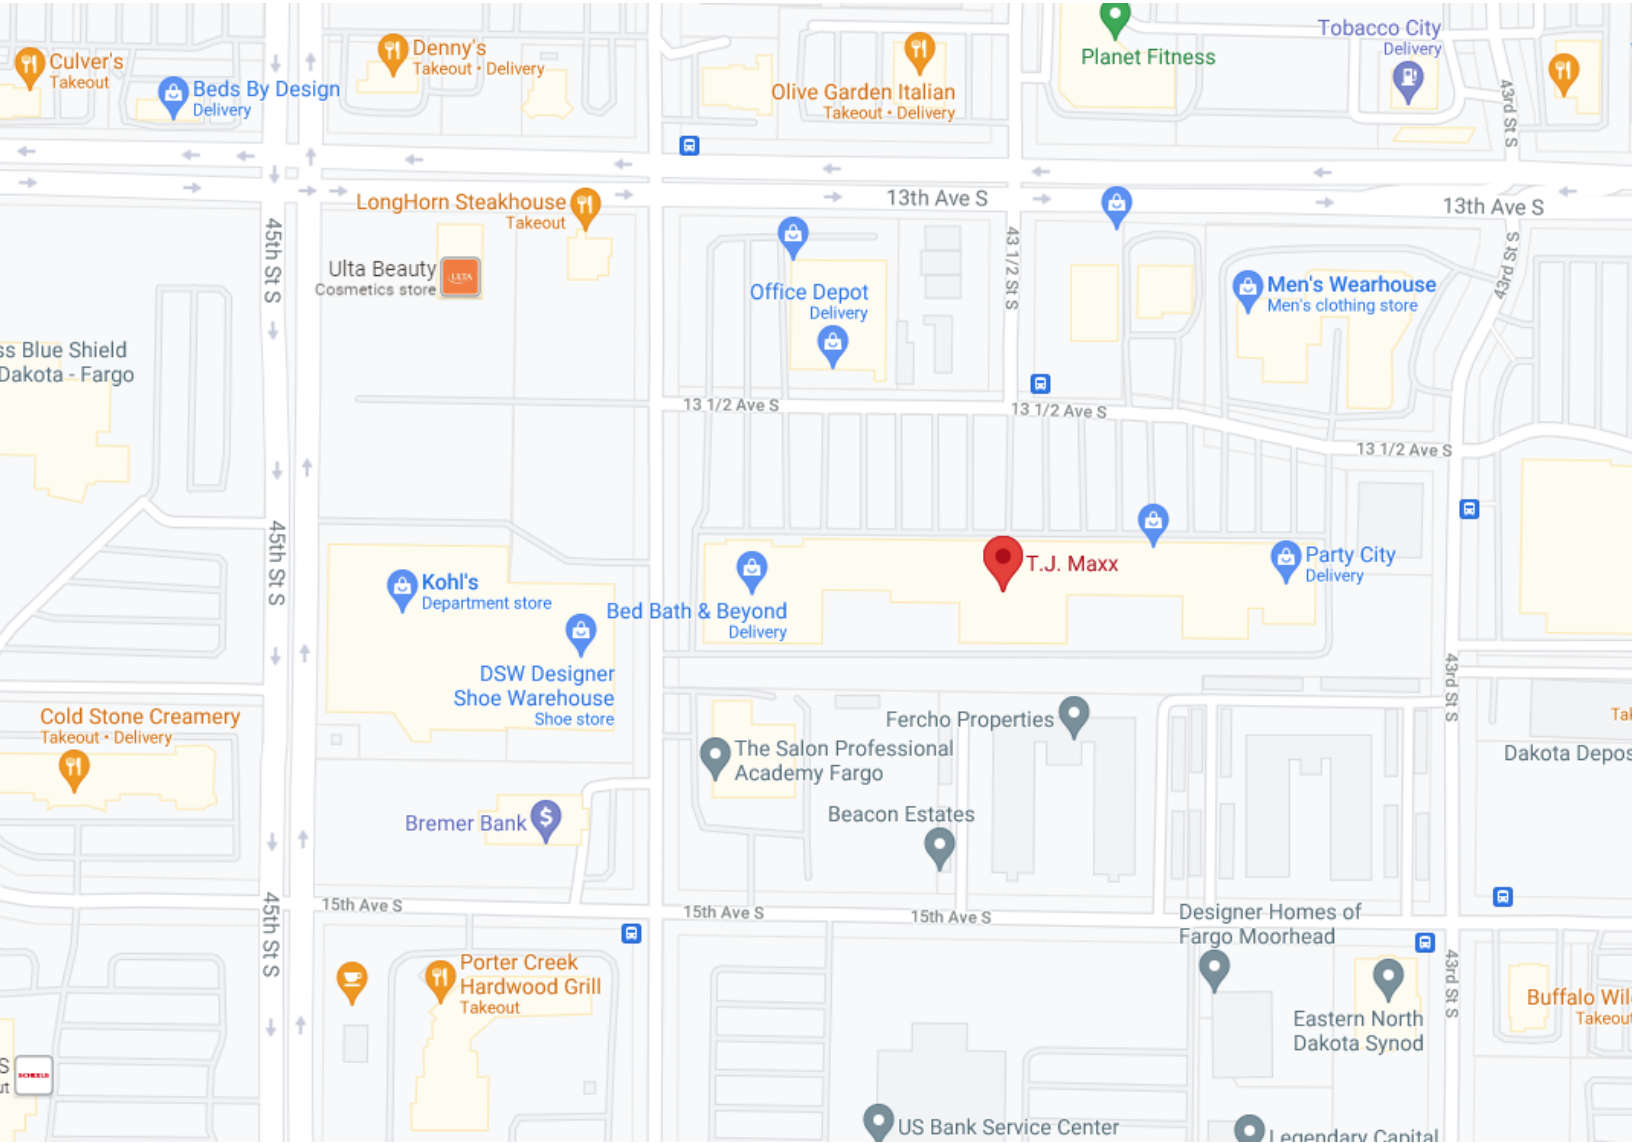 Culver's
Takeout
Beds By Design
Delivery
Denny's
Takeout • Delivery
Olive Garden Italian
Takeout • Delivery
Planet Fitness
Tobacco City
Delivery
43rd St S
13th Ave S
13th Ave S
LongHorn Steakhouse
Takeout
45th St S
Ulta Beauty
Cosmetics store
ULTA
Office Depot
Delivery
43 1/2 St S
Men's Wearhouse
Men's clothing store
43rd St S
ss Blue Shield
Dakota - Fargo
13 1/2 Ave S
13 1/2 Ave S
13 1/2 Ave S
45th St S
Kohl's
Department store
Bed Bath & Beyond
Delivery
T.J. Maxx
Party City
Delivery
DSW Designer
Shoe Warehouse
Shoe store
43rd St S
Cold Stone Creamery
Takeout • Delivery
Fercho Properties
The Salon Professional
Academy Fargo
Tal
Dakota Depos
Bremer Bank
$
Beacon Estates
45th St S
15th Ave S
15th Ave S
15th Ave S
Designer Homes of
Fargo Moorhead
Porter Creek
Hardwood Grill
Takeout
43rd St S
Eastern North
Dakota Synod
Buffalo Wil
Takeout
S
ut
SCHEELS
US Bank Service Center
Legendary Capital